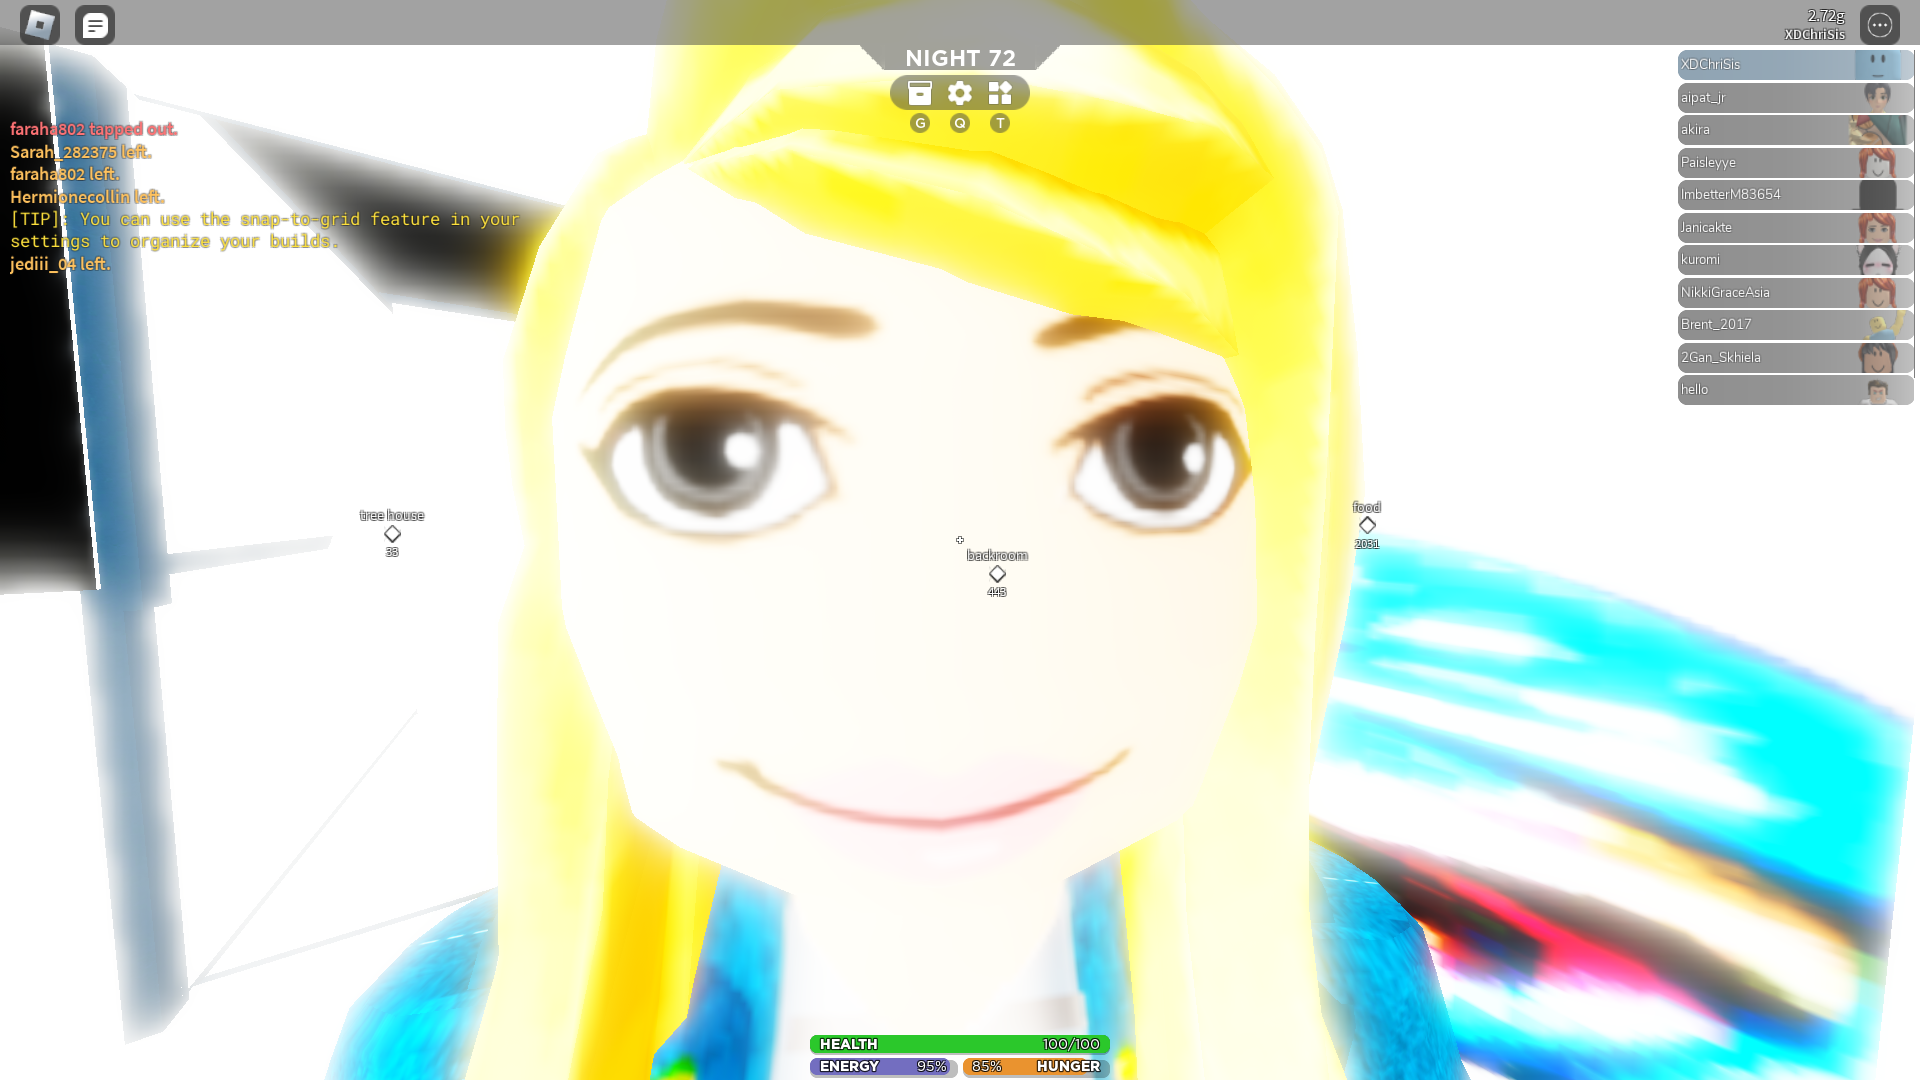 2.72g
XDChriSis
NIGHT 72
G Q T
faraha802 tapped out.
Sarah_282375 left.
faraha802 left.
Hermionecollin left.
[TIP]: You can use the snap-to-grid feature in your
settings to organize your builds.
jediii_04 left.
XDChriSis
aipat_jr
akira
Paisleyye
ImbetterM83654
Janicakte
kuromi
NikkiGraceAsia
Brent_2017
2Gan_Skhiela
hello
tree house
33
backroom
443
food
2031
HEALTH 100/100
ENERGY 95% 85% HUNGER